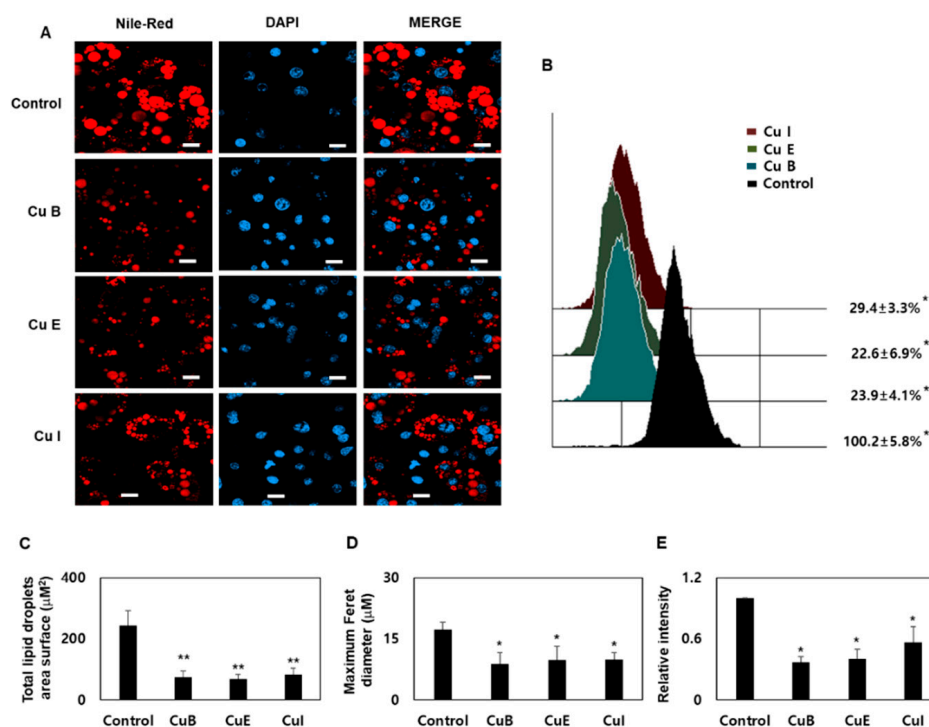 A
Nile-Red DAPI MERGE
Control
Cu B
Cu E
Cu I
B
Cu I
Cu E
Cu B
Control
29.4±3.3%*
22.6±6.9%*
23.9±4.1%*
100.2±5.8%*
C
Total lipid droplets
area surface (μM²)
400
200
0
** ** **
Control CuB CuE CuI
D
Maximum Feret
diameter (μM)
30
15
0
* * *
Control CuB CuE CuI
E
Relative intensity
1.2
0.6
0
* * *
Control CuB CuE CuI